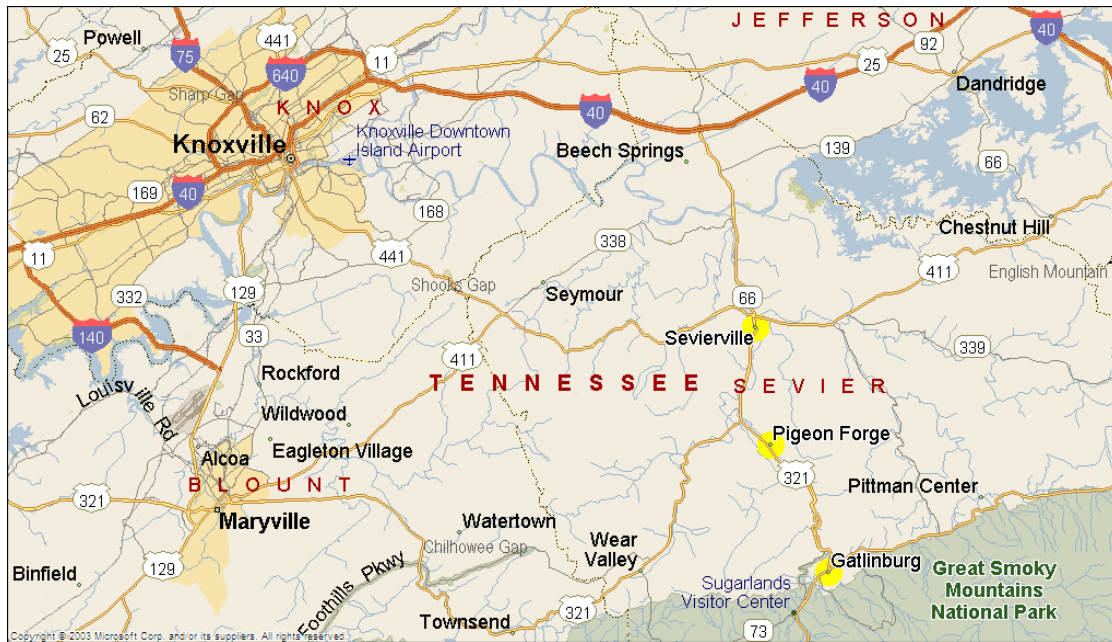 JEFFERSON
Powell
441
11
92
40
25
75
25
640
Dandridge
Sharp Gap
KNOX
40
40
62
Knoxville
Knoxville Downtown
Island Airport
Beech Springs
139
66
169
40
168
338
Chestnut Hill
11
441
411
English Mountain
332
129
Shooks Gap
Seymour
66
140
33
Sevierville
339
411
Rockford
TENNESSEE
SEVIER
Louisville Rd
Wildwood
Pigeon Forge
Eagleton Village
Alcoa
321
BLOUNT
Pittman Center
321
Maryville
Watertown
Wear
Valley
Chilhowee Gap
Gatlinburg
129
Great Smoky
Mountains
National Park
Binfield
Foothills Pkwy
Sugarlands
Visitor Center
321
Townsend
73
Copyright © 2003 Microsoft Corp. and/or its suppliers. All rights reserved.